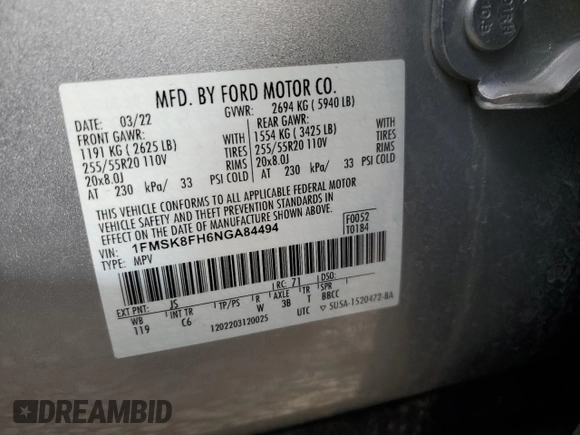 MFD. BY FORD MOTOR CO.
DATE: 03/22 GVWR: 2694 KG (5940 LB)
FRONT GAWR: REAR GAWR:
1191 KG (2625 LB) WITH 1554 KG (3425 LB) WITH
255/55R20 110V TIRES 255/55R20 110V TIRES
20x8.0J RIMS 20x8.0J RIMS
AT 230 kPa/ 33 PSI COLD AT 230 kPa/ 33 PSI COLD
THIS VEHICLE CONFORMS TO ALL APPLICABLE FEDERAL MOTOR
VEHICLE SAFETY AND THEFT PREVENTION STANDARDS IN
EFFECT ON THE DATE OF MANUFACTURE SHOWN ABOVE.
VIN: 1FMSK8FH6NGA84494 F0052
TYPE: MPV T0184
EXT PNT: JS RC: 71 DSO:
WB INT TR TP/PS R AXLE TR SPR
119 C6 W 3B T BBCC
1202203120025 UTC ▽ 5U5A-1520472-BA
DREAMBID